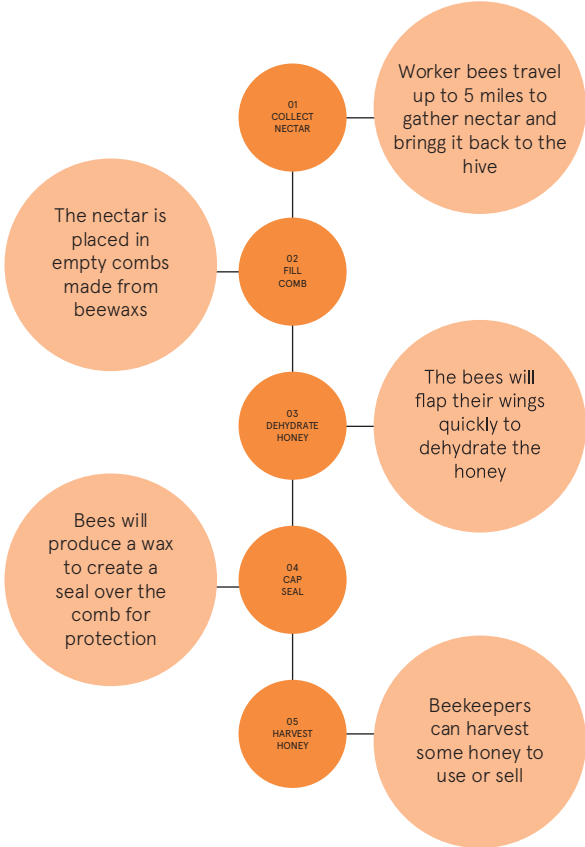 01
COLLECT
NECTAR
Worker bees travel
up to 5 miles to
gather nectar and
bringg it back to the
hive
02
FILL
COMB
The nectar is
placed in
empty combs
made from
beewaxs
03
DEHYDRATE
HONEY
The bees will
flap their wings
quickly to
dehydrate the
honey
04
CAP
SEAL
Bees will
produce a wax
to create a
seal over the
comb for
protection
05
HARVEST
HONEY
Beekeepers
can harvest
some honey to
use or sell